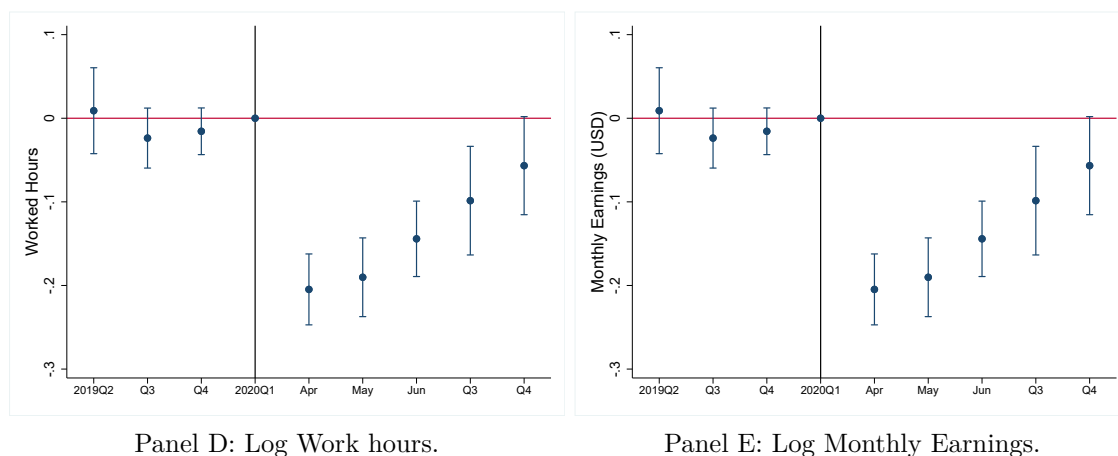 .1
0
-.1
-.2
-.3
Worked Hours
2019Q2 Q3 Q4 2020Q1 Apr May Jun Q3 Q4
Panel D: Log Work hours.
.1
0
-.1
-.2
-.3
Monthly Earnings (USD)
2019Q2 Q3 Q4 2020Q1 Apr May Jun Q3 Q4
Panel E: Log Monthly Earnings.